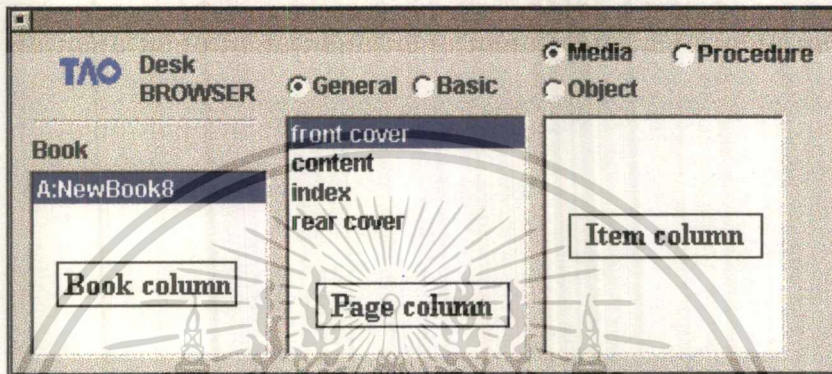 TAO Desk
BROWSER
Book
A:NewBook8
Book column
General Basic
front cover
content
index
rear cover
Page column
Media Procedure
Object
Item column